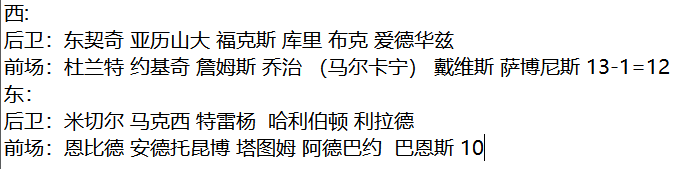 西:
后卫：东契奇 亚历山大 福克斯 库里 布克 爱德华兹
前场：杜兰特 约基奇 詹姆斯 乔治 （马尔卡宁） 戴维斯 萨博尼斯 13-1=12
东：
后卫：米切尔 马克西 特雷杨  哈利伯顿 利拉德
前场：恩比德 安德托昆博 塔图姆 阿德巴约  巴恩斯 10